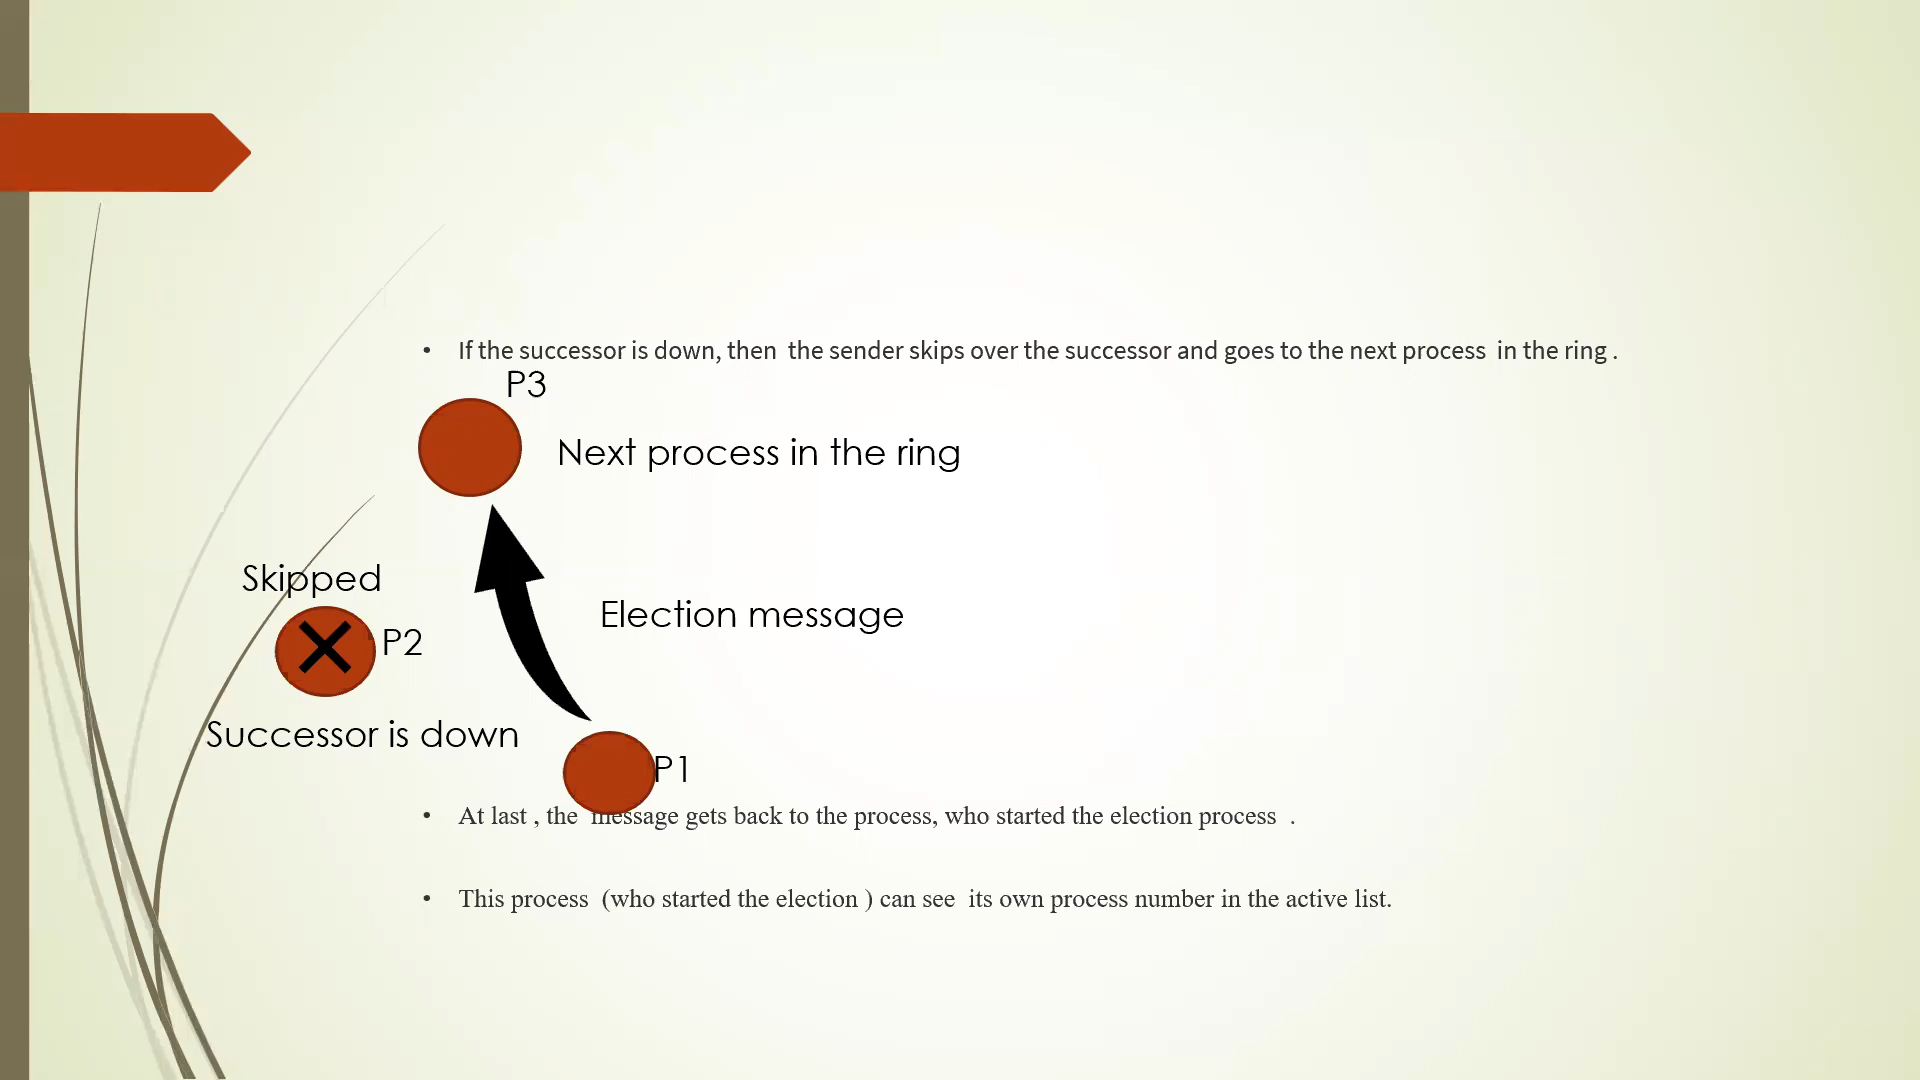 • If the successor is down, then the sender skips over the successor and goes to the next process in the ring .
P3
Next process in the ring
Skipped
Election message
P2
Successor is down
P1
• At last , the message gets back to the process, who started the election process .
• This process (who started the election ) can see its own process number in the active list.